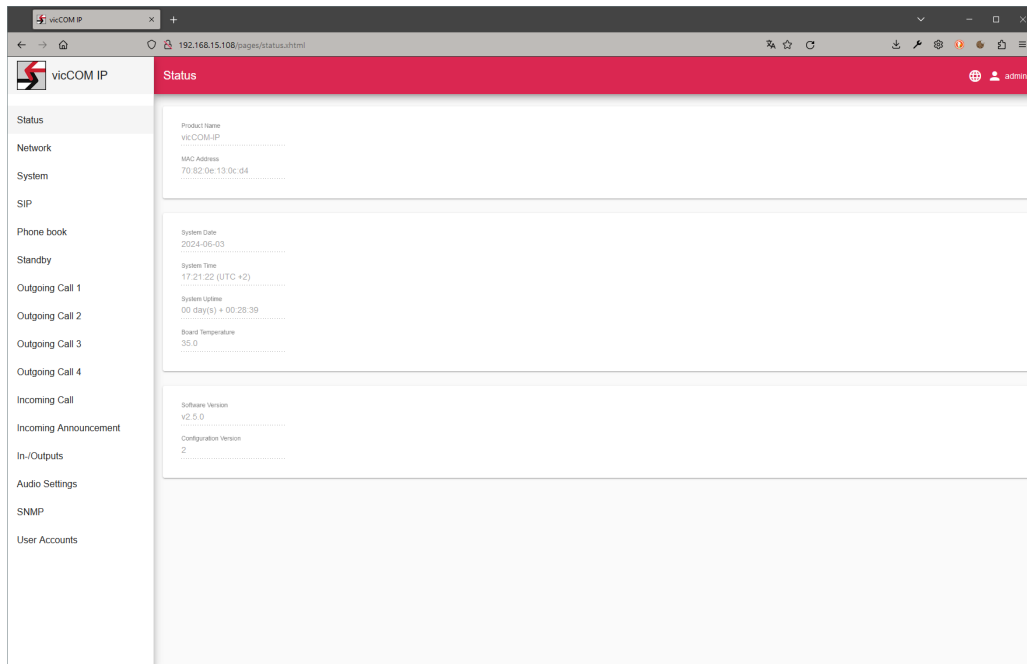 vicCOM IP
192.168.15.108/pages/status.xhtml
vicCOM IP
Status
admin
Status
Network
System
SIP
Phone book
Standby
Outgoing Call 1
Outgoing Call 2
Outgoing Call 3
Outgoing Call 4
Incoming Call
Incoming Announcement
In-/Outputs
Audio Settings
SNMP
User Accounts
Product Name
vicCOM-IP
MAC Address
70:82:0e:13:0c:d4
System Date
2024-06-03
System Time
17:21:22 (UTC +2)
System Uptime
00 day(s) + 00:28:39
Board Temperature
35.0
Software Version
v2.5.0
Configuration Version
2